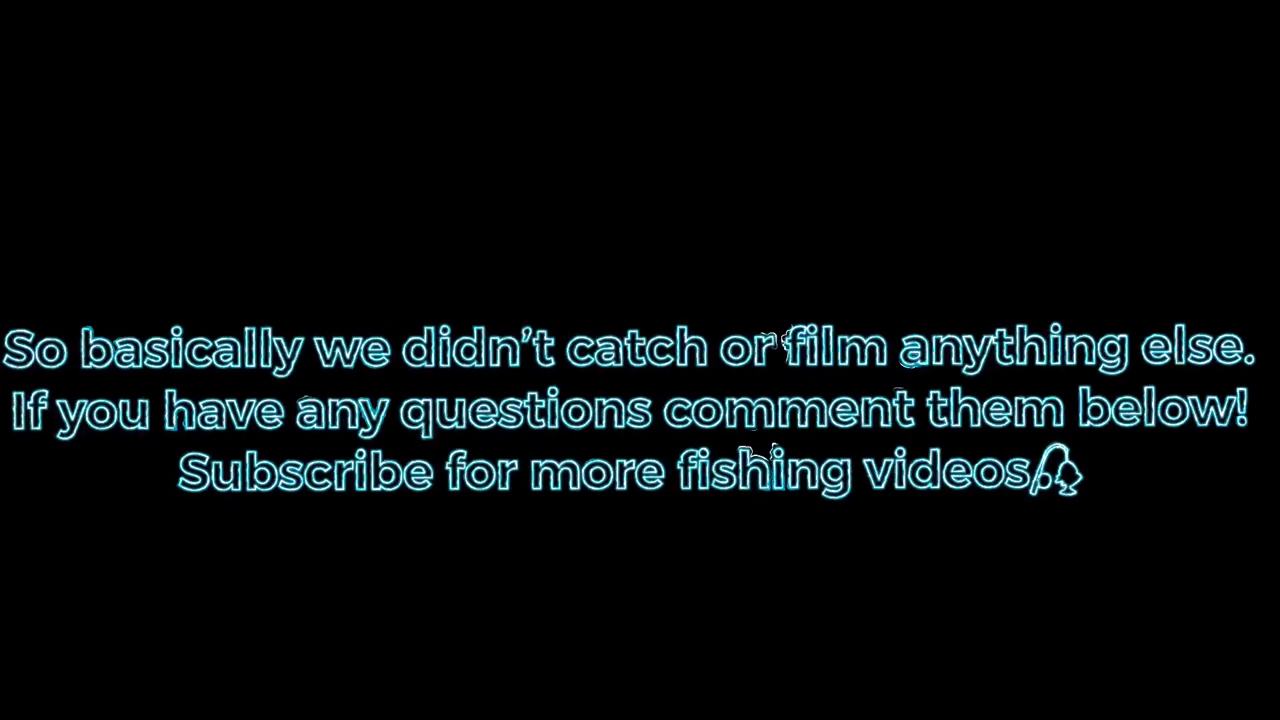 So basically we didn’t catch or film anything else.
If you have any questions comment them below!
Subscribe for more fishing videos🎣